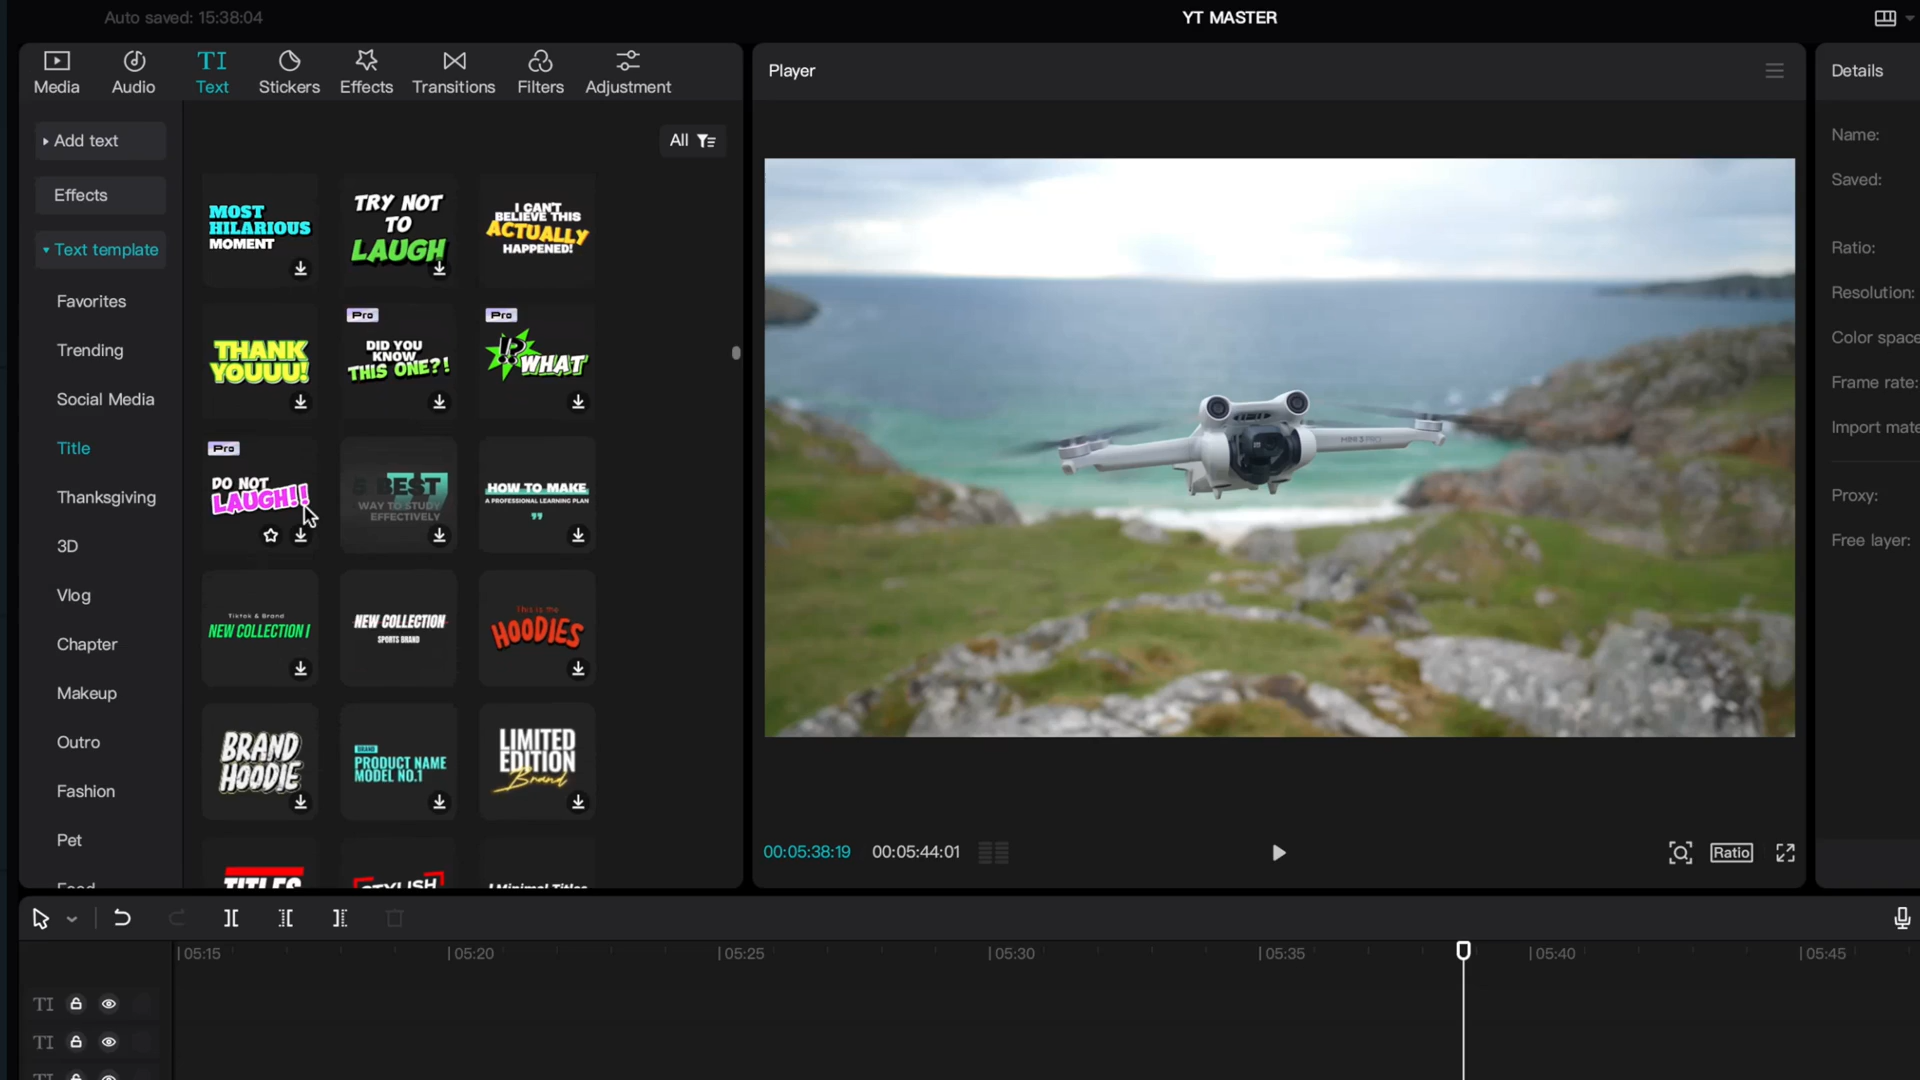 Auto saved: 15:38:04
YT MASTER
Media
Audio
TI
Text
Stickers
Effects
Transitions
Filters
Adjustment
Player
Details
Add text
Effects
Text template
Favorites
Trending
Social Media
Title
Thanksgiving
3D
Vlog
Chapter
Makeup
Outro
Fashion
Pet
All
MOST
HILARIOUS
MOMENT
TRY NOT
TO
LAUGH
I CAN'T
BELIEVE THIS
ACTUALLY
HAPPENED!
THANK
YOUUU!
Pro
DID YOU
KNOW
THIS ONE?!
Pro
!?
WHAT
Pro
DO NOT
LAUGH!!
5 BEST
WAY TO STUDY
EFFECTIVELY
HOW TO MAKE
A PROFESSIONAL LEARNING PLAN
Tiktok & Brand
NEW COLLECTION !
NEW COLLECTION
SPORTS BRAND
This is me
HOODIES
BRAND
HOODIE
BRAND
PRODUCT NAME
MODEL NO.1
LIMITED
EDITION
Brand
TITLES
STYLISH
Minimal Titles
MINI 3 PRO
Name:
Saved:
Ratio:
Resolution:
Color space
Frame rate:
Import mate
Proxy:
Free layer:
00:05:38:19
00:05:44:01
Ratio
05:15
05:20
05:25
05:30
05:35
05:40
05:45
TI
TI
TI